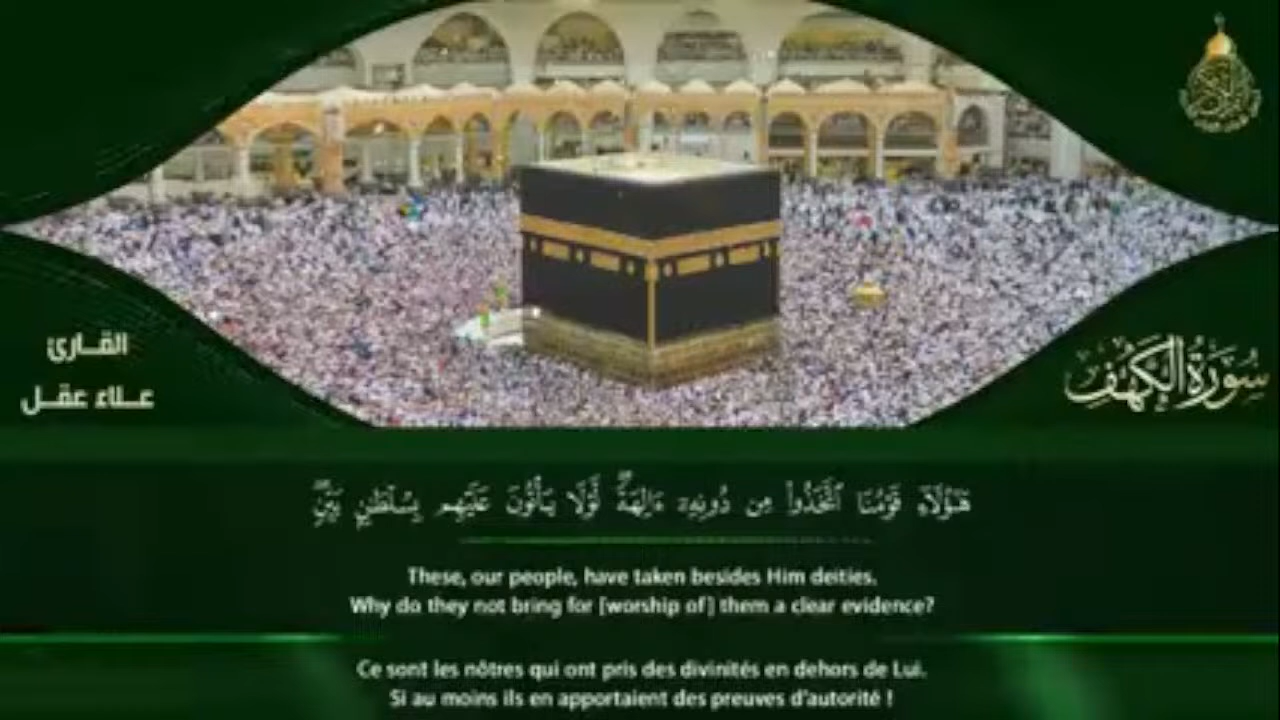 القارئ
علاء عقل
سُورَةُ الكَهْفِ
هَٰٓؤُلَآءِ قَوْمُنَا ٱتَّخَذُوا۟ مِن دُونِهِۦٓ ءَالِهَةً ۖ لَّوْلَا يَأْتُونَ عَلَيْهِم بِسُلْطَٰنٍۭ بَيِّنٍ ۖ
These, our people, have taken besides Him deities.
Why do they not bring for [worship of] them a clear evidence?
Ce sont les nôtres qui ont pris des divinités en dehors de Lui.
Si au moins ils en apportaient des preuves d'autorité !